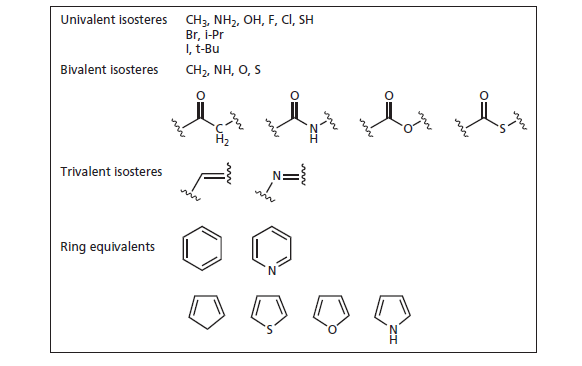 Univalent isosteres CH₃, NH₂, OH, F, Cl, SH
Br, i-Pr
I, t-Bu
Bivalent isosteres CH₂, NH, O, S
O O O O
C N O S
H₂ H
Trivalent isosteres N
Ring equivalents
N
S O N
H